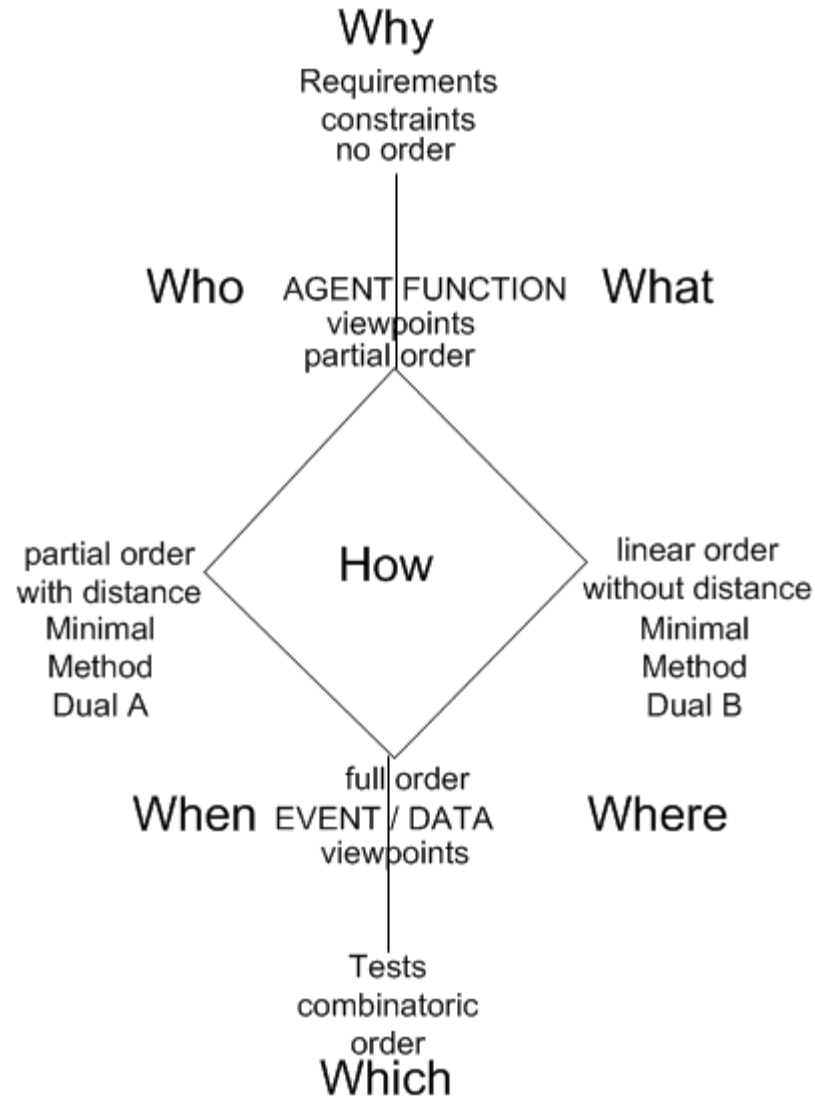 Why
Requirements
constraints
no order
Who AGENT FUNCTION What
viewpoints
partial order
How
partial order
with distance
Minimal
Method
Dual A
linear order
without distance
Minimal
Method
Dual B
full order
When EVENT / DATA Where
viewpoints
Tests
combinatoric
order
Which